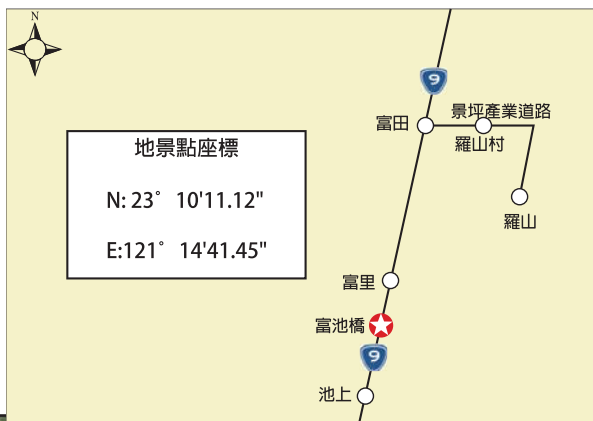 N
9
景坪產業道路
富田
羅山村
地景點座標
N: 23° 10'11.12"
E:121° 14'41.45"
羅山
富里
富池橋
9
池上